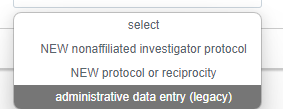 select
NEW nonaffiliated investigator protocol
NEW protocol or reciprocity
administrative data entry (legacy)